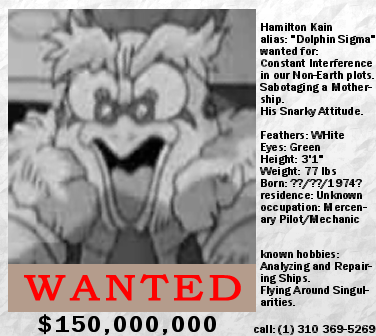 Hamilton Kain
alias: "Dolphin Sigma"
wanted for:
Constant Interference
in our Non-Earth plots.
Sabotaging a Mother-
ship.
His Snarky Attitude.
Feathers: WHite
Eyes: Green
Height: 3'1"
Weight: 77 lbs
Born: ??/??/1974?
residence: Unknown
occupation: Mercen-
ary Pilot/Mechanic
known hobbies:
Analyzing and Repair-
ing Ships.
Flying Around Singul-
arities.
WANTED
$150,000,000
call: (1) 310 369-5269